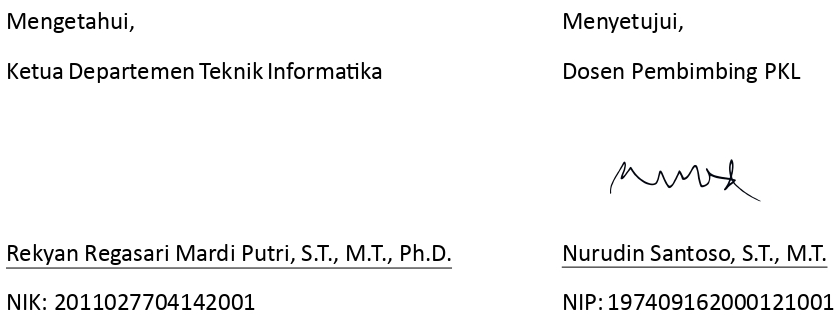 Mengetahui,
Ketua Departemen Teknik Informatika
Rekyan Regasari Mardi Putri, S.T., M.T., Ph.D.
NIK: 2011027704142001
Menyetujui,
Dosen Pembimbing PKL
Nurudin Santoso, S.T., M.T.
NIP: 197409162000121001